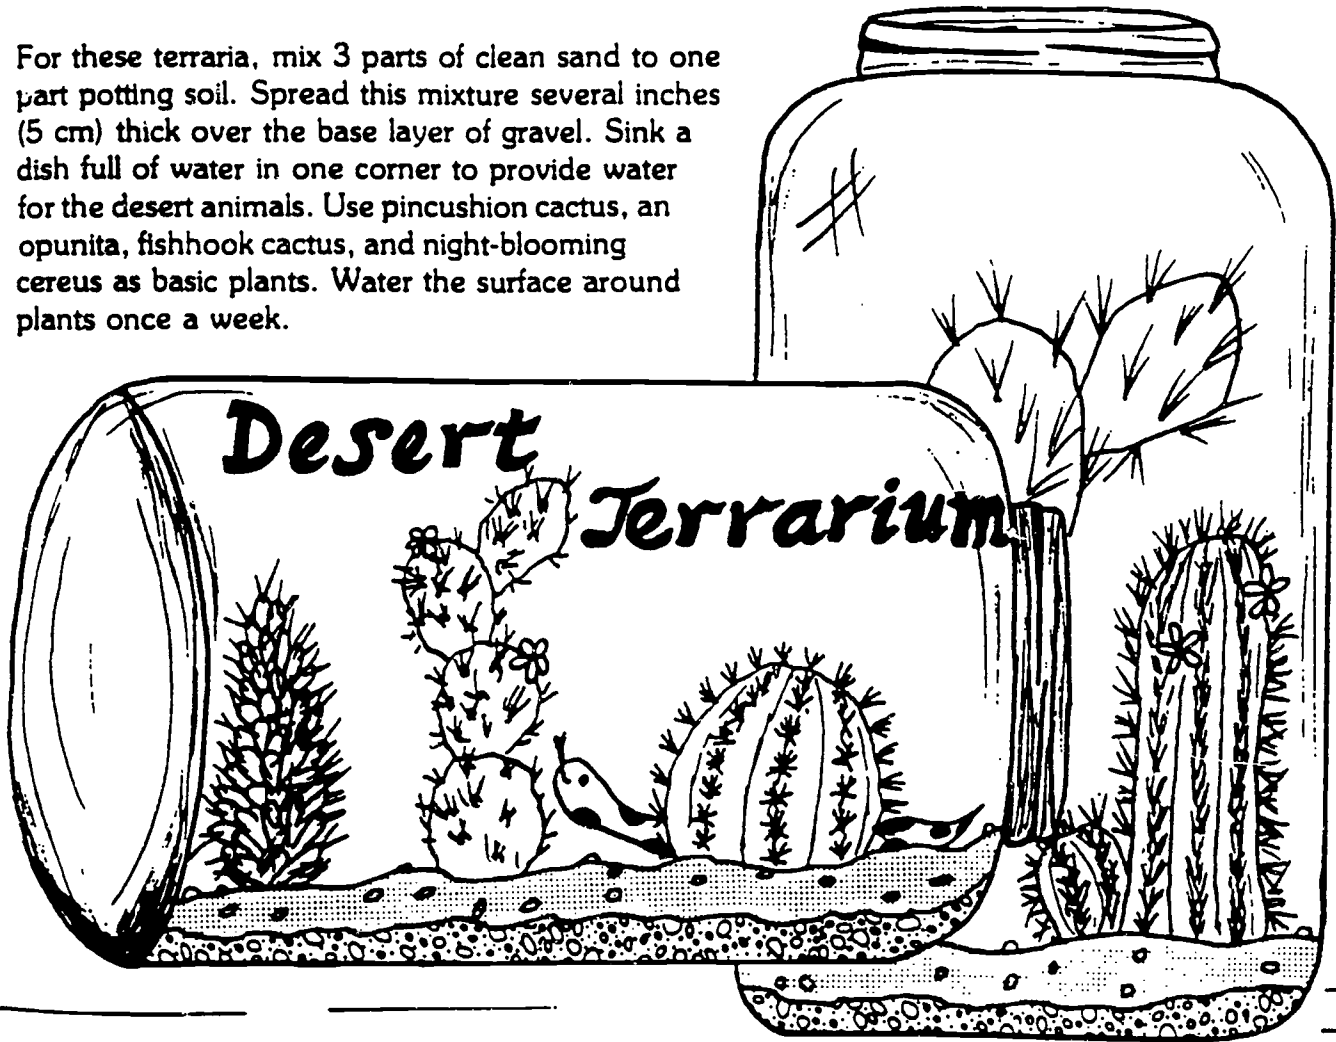 For these terraria, mix 3 parts of clean sand to one
part potting soil. Spread this mixture several inches
(5 cm) thick over the base layer of gravel. Sink a
dish full of water in one corner to provide water
for the desert animals. Use pincushion cactus, an
opunita, fishhook cactus, and night-blooming
cereus as basic plants. Water the surface around
plants once a week.
Desert
Terrarium